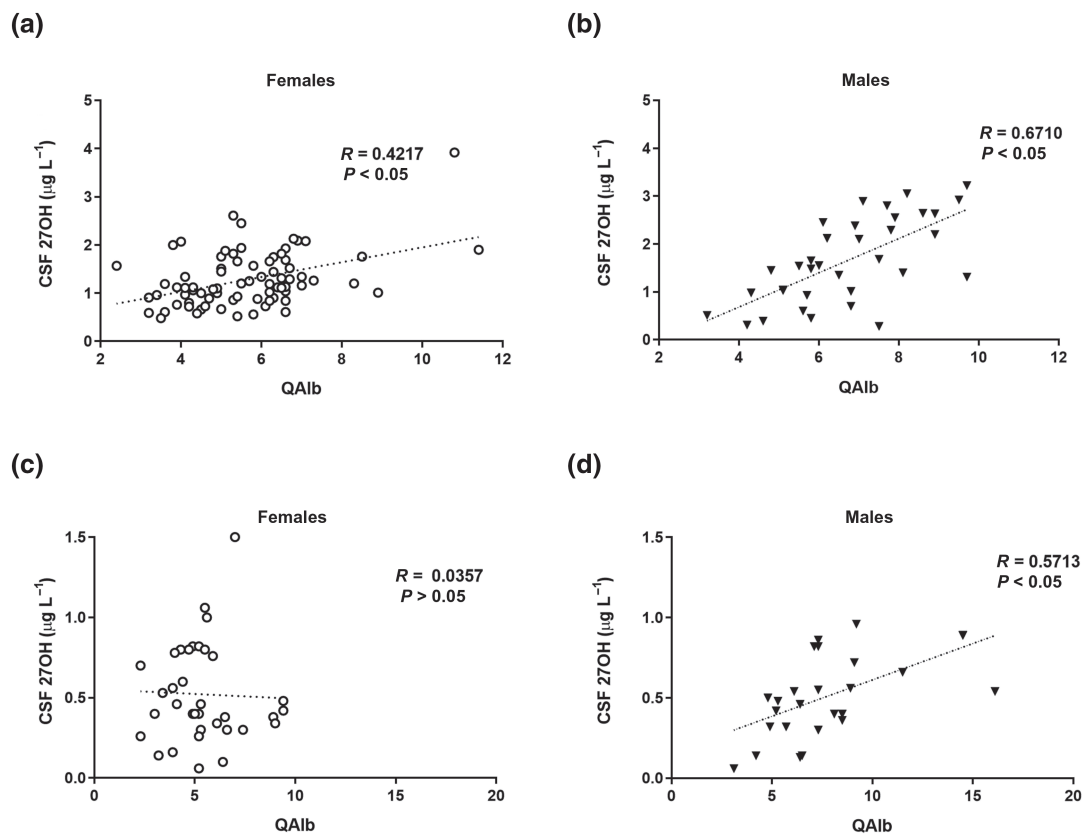 (a)
Females
CSF 27OH (μg L⁻¹)
R = 0.4217
P < 0.05
5
4
3
2
1
0
2 4 6 8 10 12
QAlb
(b)
Males
CSF 27OH (μg L⁻¹)
R = 0.6710
P < 0.05
5
4
3
2
1
0
2 4 6 8 10 12
QAlb
(c)
Females
CSF 27OH (μg L⁻¹)
R = 0.0357
P > 0.05
1.5
1.0
0.5
0.0
0 5 10 15 20
QAlb
(d)
Males
CSF 27OH (μg L⁻¹)
R = 0.5713
P < 0.05
1.5
1.0
0.5
0.0
0 5 10 15 20
QAlb